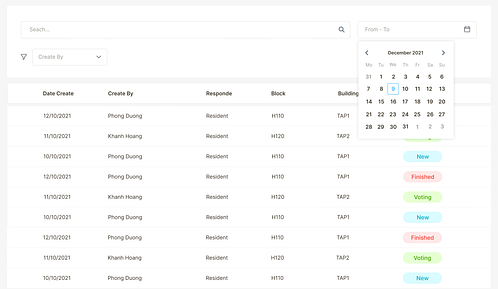 Seach...
From - To
Create By
December 2021
Mo Tu We Th Fr Sa Su
31 1 2 3 4 5 6
7 8 9 10 11 12 13
14 15 16 17 18 19 20
21 22 23 24 25 26 27
28 29 30 31 1 2 3
Date Create Create By Responde Block Building
12/10/2021 Phong Duong Resident H110 TAP1
11/10/2021 Khanh Hoang Resident H120 TAP2 Voting
10/10/2021 Phong Duong Resident H110 TAP1 New
12/10/2021 Phong Duong Resident H110 TAP1 Finished
11/10/2021 Khanh Hoang Resident H120 TAP2 Voting
10/10/2021 Phong Duong Resident H110 TAP1 New
12/10/2021 Phong Duong Resident H110 TAP1 Finished
11/10/2021 Khanh Hoang Resident H120 TAP2 Voting
10/10/2021 Phong Duong Resident H110 TAP1 New